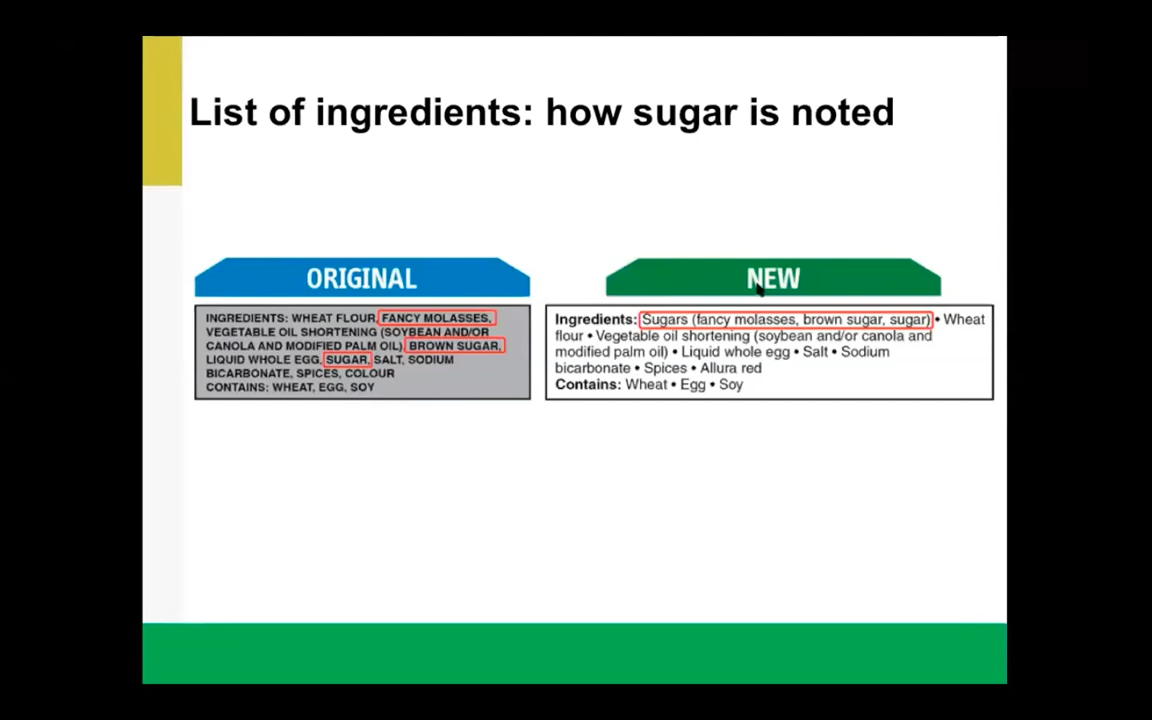 List of ingredients: how sugar is noted
ORIGINAL
INGREDIENTS: WHEAT FLOUR, FANCY MOLASSES,
VEGETABLE OIL SHORTENING (SOYBEAN AND/OR
CANOLA AND MODIFIED PALM OIL), BROWN SUGAR,
LIQUID WHOLE EGG, SUGAR, SALT, SODIUM
BICARBONATE, SPICES, COLOUR
CONTAINS: WHEAT, EGG, SOY
NEW
Ingredients: Sugars (fancy molasses, brown sugar, sugar) • Wheat
flour • Vegetable oil shortening (soybean and/or canola and
modified palm oil) • Liquid whole egg • Salt • Sodium
bicarbonate • Spices • Allura red
Contains: Wheat • Egg • Soy